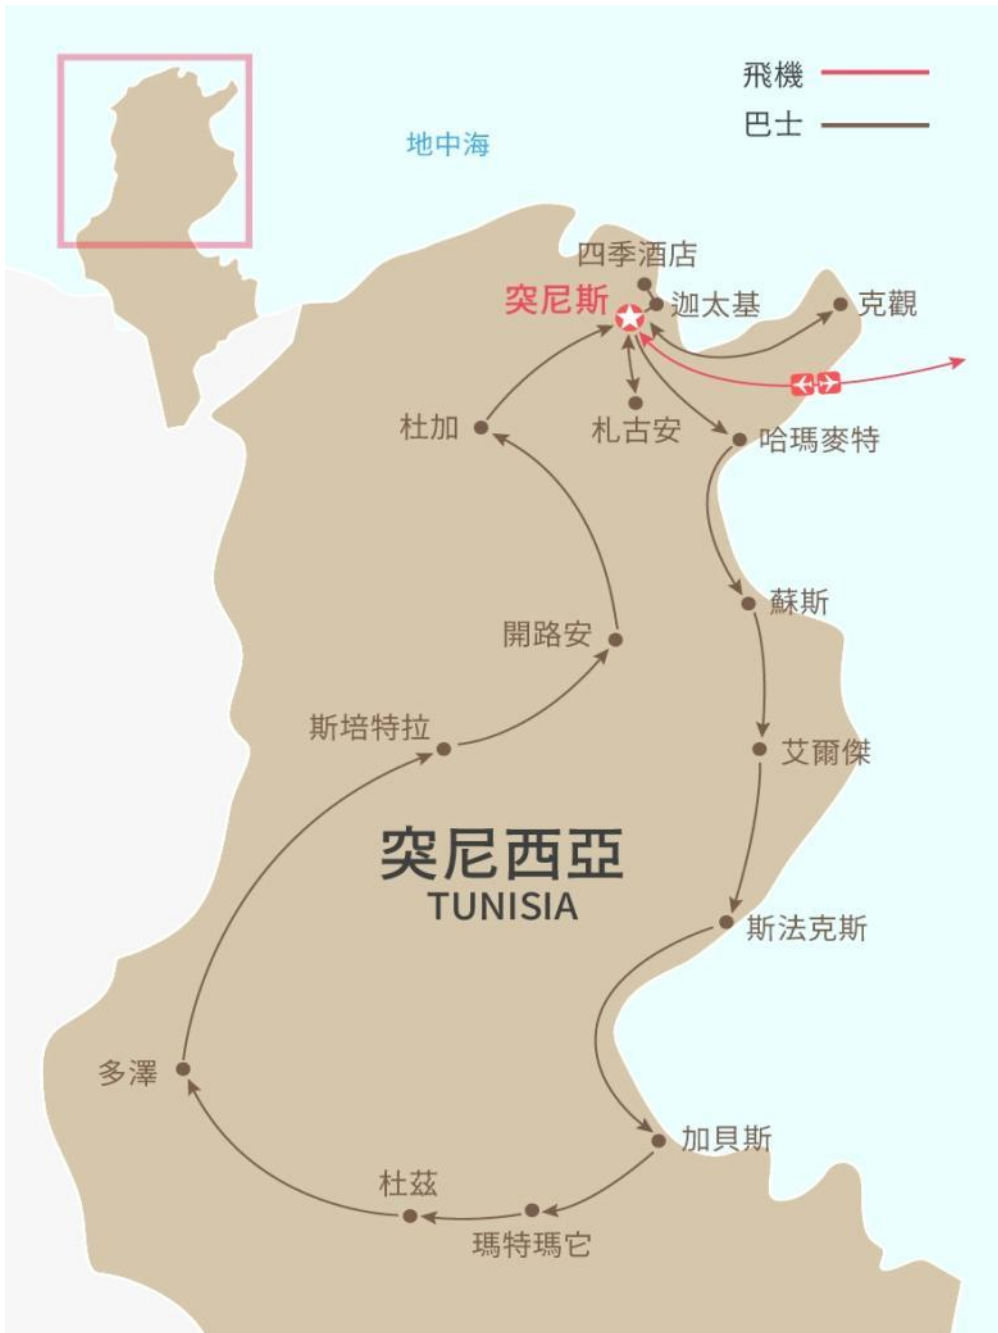 飛機
巴士
地中海
四季酒店
突尼斯
迦太基
克觀
杜加
札古安
哈瑪麥特
蘇斯
開路安
斯培特拉
艾爾傑
突尼西亞
TUNISIA
斯法克斯
多澤
加貝斯
杜茲
瑪特瑪它